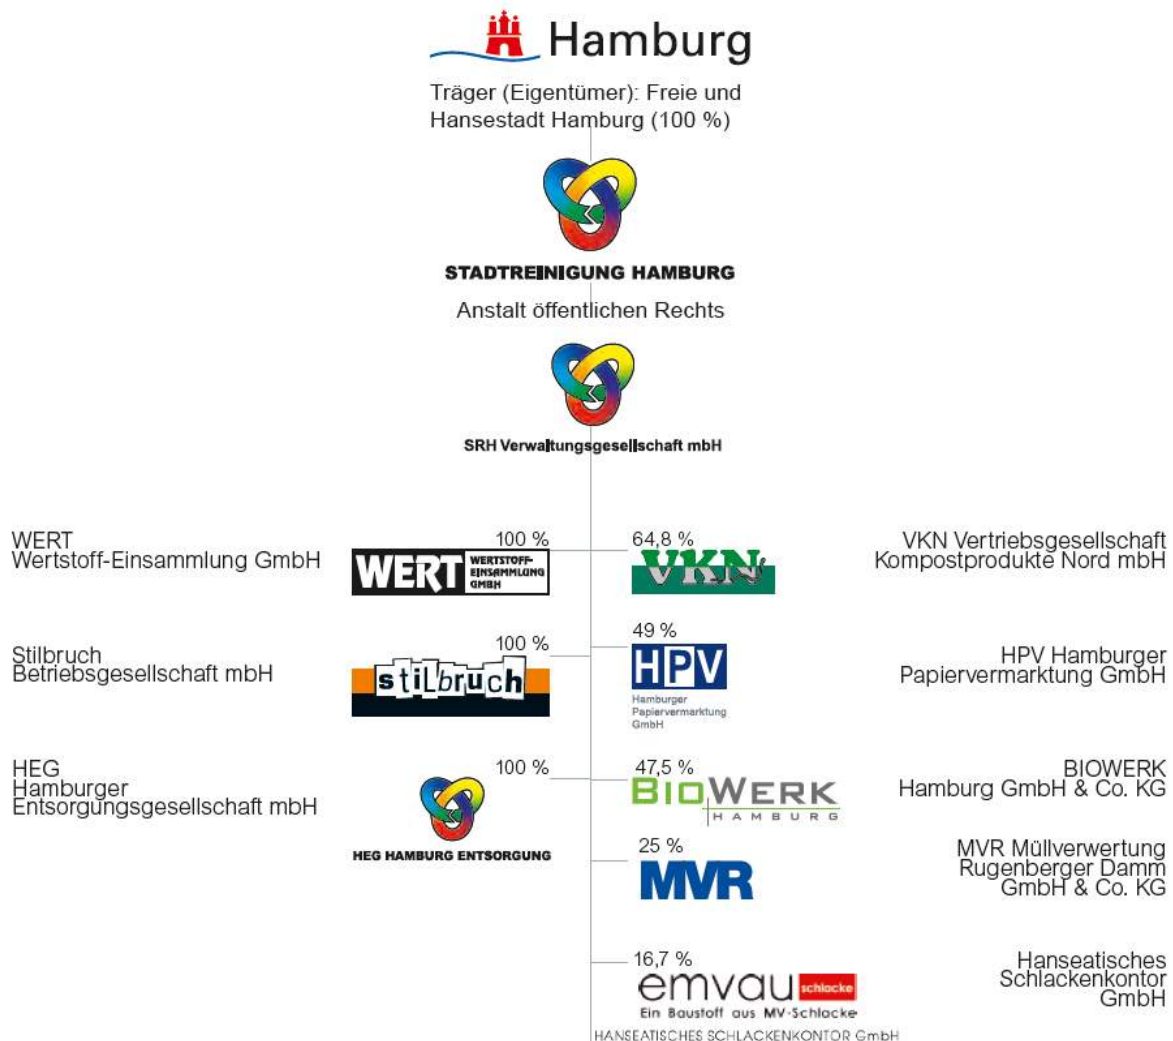 Hamburg
Träger (Eigentümer): Freie und
Hansestadt Hamburg (100 %)
STADTREINIGUNG HAMBURG
Anstalt öffentlichen Rechts
SRH Verwaltungsgesellschaft mbH
WERT
Wertstoff-Einsammlung GmbH
100 %
WERT
WERTSTOFF-
EINSAMMLUNG
GMBH
64,8 %
VKN
VKN Vertriebsgesellschaft
Kompostprodukte Nord mbH
Stilbruch
Betriebsgesellschaft mbH
100 %
stiLbruch
49 %
HPV
Hamburger
Papiervermarktung
GmbH
HPV Hamburger
Papiervermarktung GmbH
HEG
Hamburger
Entsorgungsgesellschaft mbH
100 %
HEG HAMBURG ENTSORGUNG
47,5 %
BIOWERK
HAMBURG
BIOWERK
Hamburg GmbH & Co. KG
25 %
MVR
MVR Müllverwertung
Rugenberger Damm
GmbH & Co. KG
16,7 %
emvau schlacke
Ein Baustoff aus MV-Schlacke
HANSEATISCHES SCHLACKENKONTOR GmbH
Hanseatisches
Schlackenkontor
GmbH